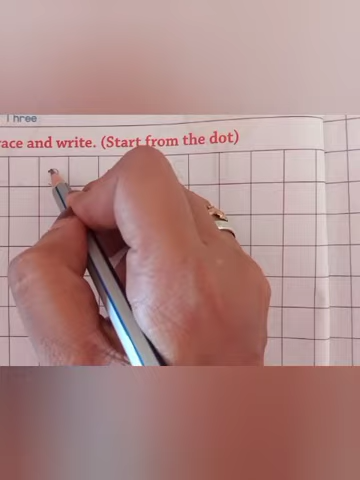 Three
race and write. (Start from the dot)